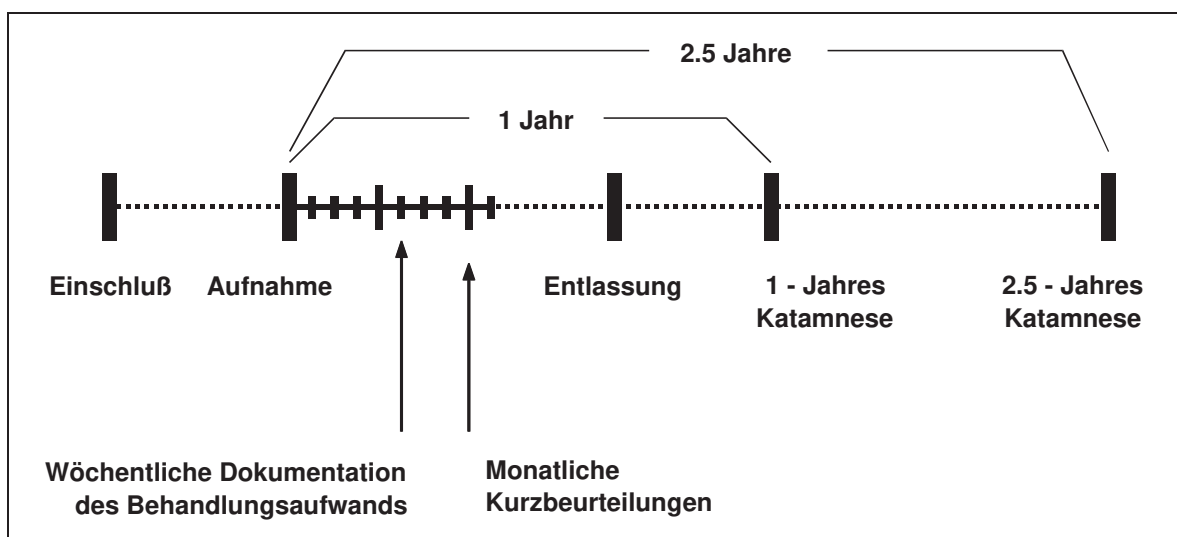 2.5 Jahre
1 Jahr
Einschluß
Aufnahme
Entlassung
1 - Jahres
Katamnese
2.5 - Jahres
Katamnese
Wöchentliche Dokumentation
des Behandlungsaufwands
Monatliche
Kurzbeurteilungen